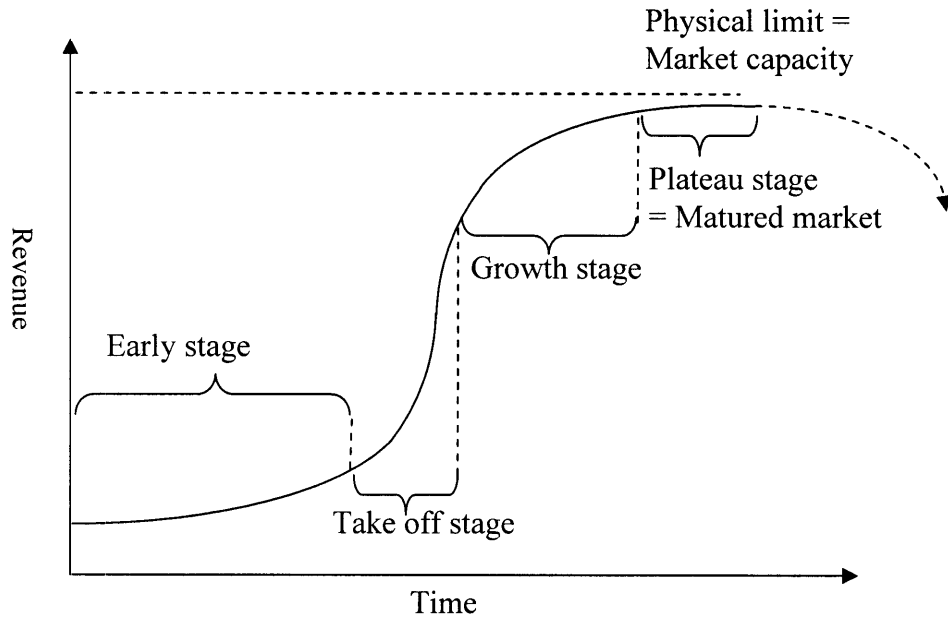 Physical limit =
Market capacity
Plateau stage
= Matured market
Growth stage
Revenue
Early stage
Take off stage
Time